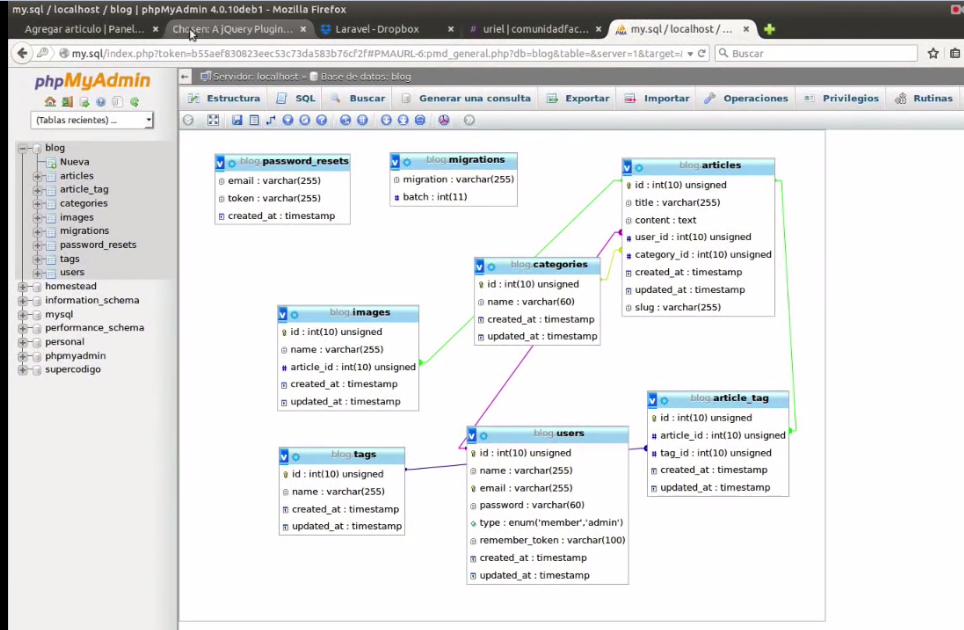 my.sql / localhost / blog | phpMyAdmin 4.0.10deb1 - Mozilla Firefox
Agregar articulo | Panel... × Chosen: A jQuery Plugin... × Laravel - Dropbox × uriel | comunidadfac... × my.sql / localhost / ... ×
my.sql/index.php?token=b55aef830823eec53c73da583b76cf2f#PMAURL-6:pmd_general.php?db=blog&table=&server=1&target=/ Buscar
phpMyAdmin
(Tablas recientes) ...
blog
Nueva
articles
article_tag
categories
images
migrations
password_resets
tags
users
homestead
information_schema
mysql
performance_schema
personal
phpmyadmin
supercodigo
Servidor: localhost » Base de datos: blog
Estructura SQL Buscar Generar una consulta Exportar Importar Operaciones Privilegios Rutinas
blog.password_resets
email : varchar(255)
token : varchar(255)
created_at : timestamp
blog.migrations
migration : varchar(255)
batch : int(11)
blog.articles
id : int(10) unsigned
title : varchar(255)
content : text
user_id : int(10) unsigned
category_id : int(10) unsigned
created_at : timestamp
updated_at : timestamp
slug : varchar(255)
blog.categories
id : int(10) unsigned
name : varchar(60)
created_at : timestamp
updated_at : timestamp
blog.images
id : int(10) unsigned
name : varchar(255)
article_id : int(10) unsigned
created_at : timestamp
updated_at : timestamp
blog.article_tag
id : int(10) unsigned
article_id : int(10) unsigned
tag_id : int(10) unsigned
created_at : timestamp
updated_at : timestamp
blog.users
id : int(10) unsigned
name : varchar(255)
email : varchar(255)
password : varchar(60)
type : enum('member','admin')
remember_token : varchar(100)
created_at : timestamp
updated_at : timestamp
blog.tags
id : int(10) unsigned
name : varchar(255)
created_at : timestamp
updated_at : timestamp